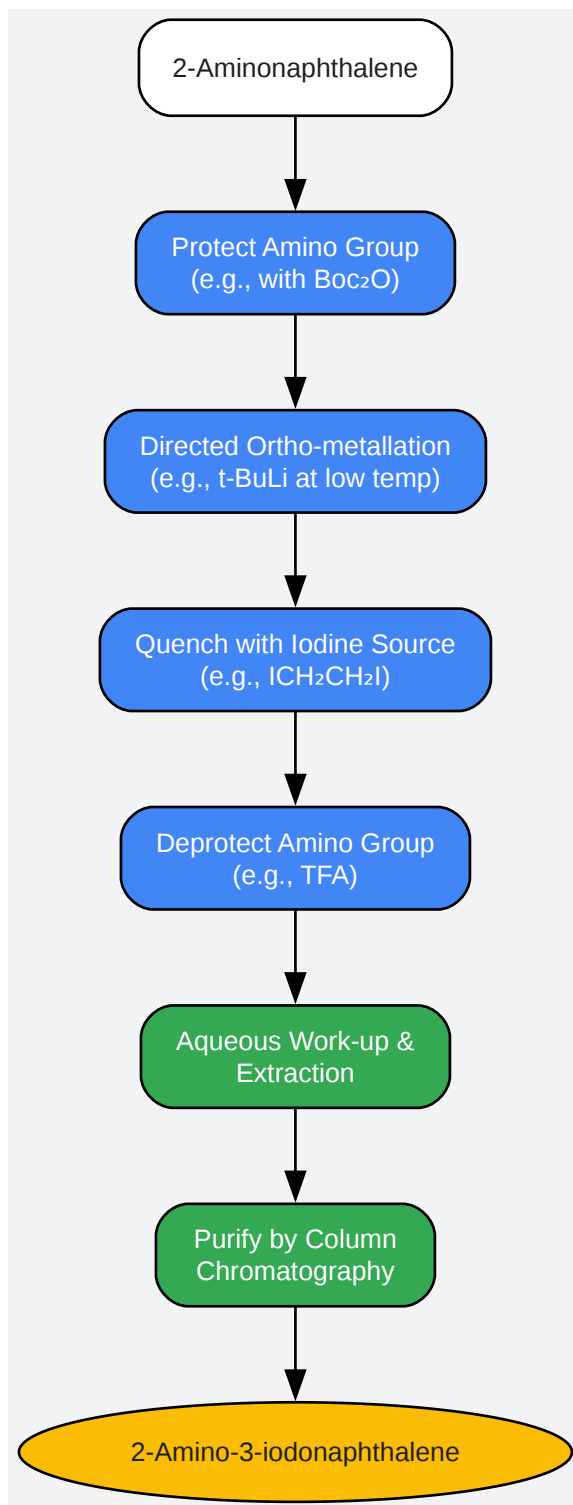 2-Aminonaphthalene
Protect Amino Group
(e.g., with Boc₂O)
Directed Ortho-metallation
(e.g., t-BuLi at low temp)
Quench with Iodine Source
(e.g., ICH₂CH₂I)
Deprotect Amino Group
(e.g., TFA)
Aqueous Work-up &
Extraction
Purify by Column
Chromatography
2-Amino-3-iodonaphthalene